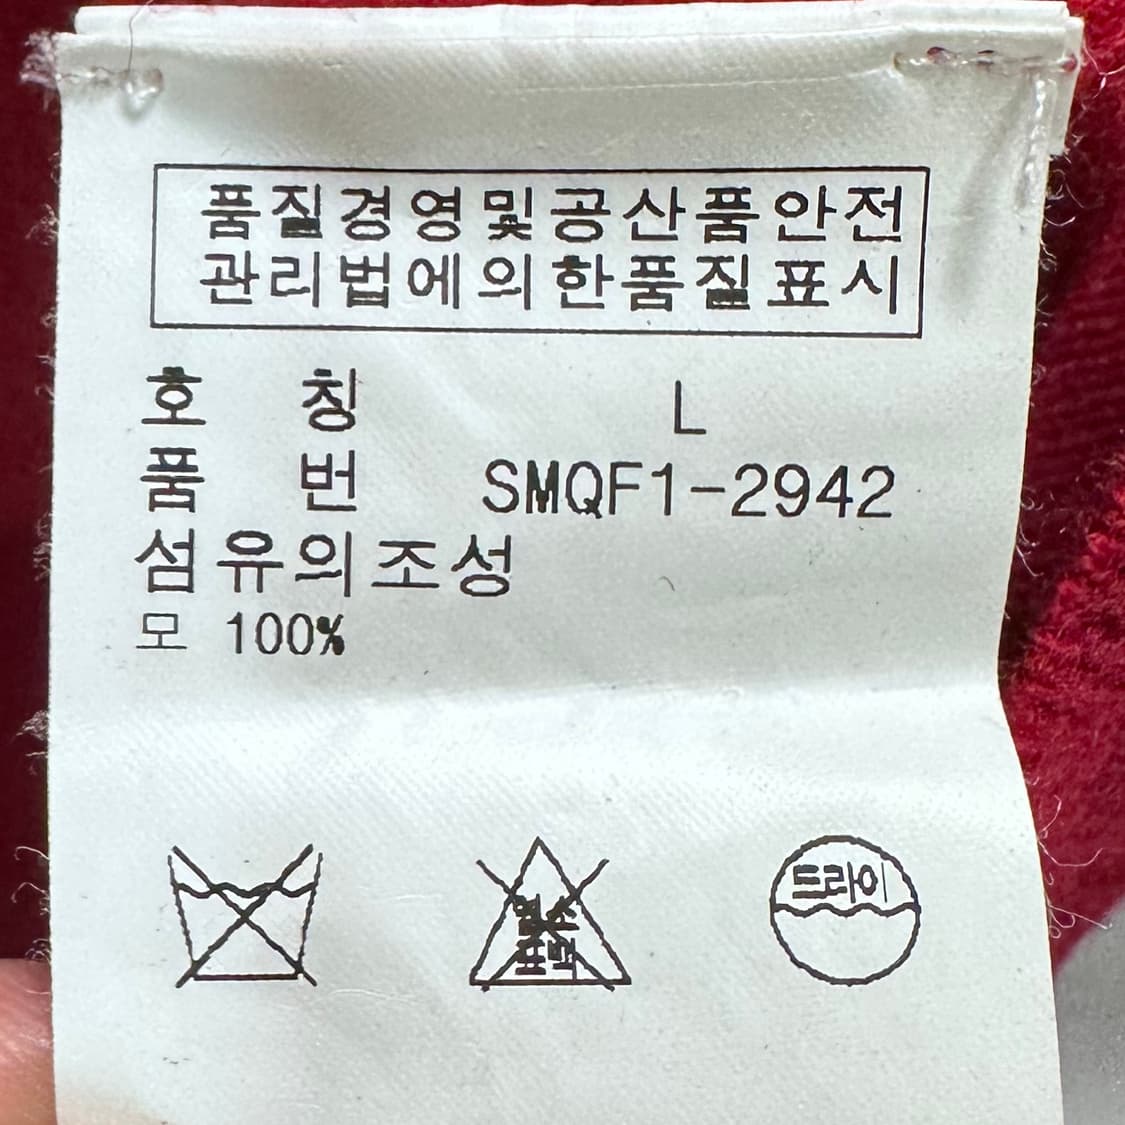 품질경영및공산품안전
관리법에의한품질표시
호 칭 L
품 번 SMQF1-2942
섬유의조성
모 100%
염소
표백
드라이